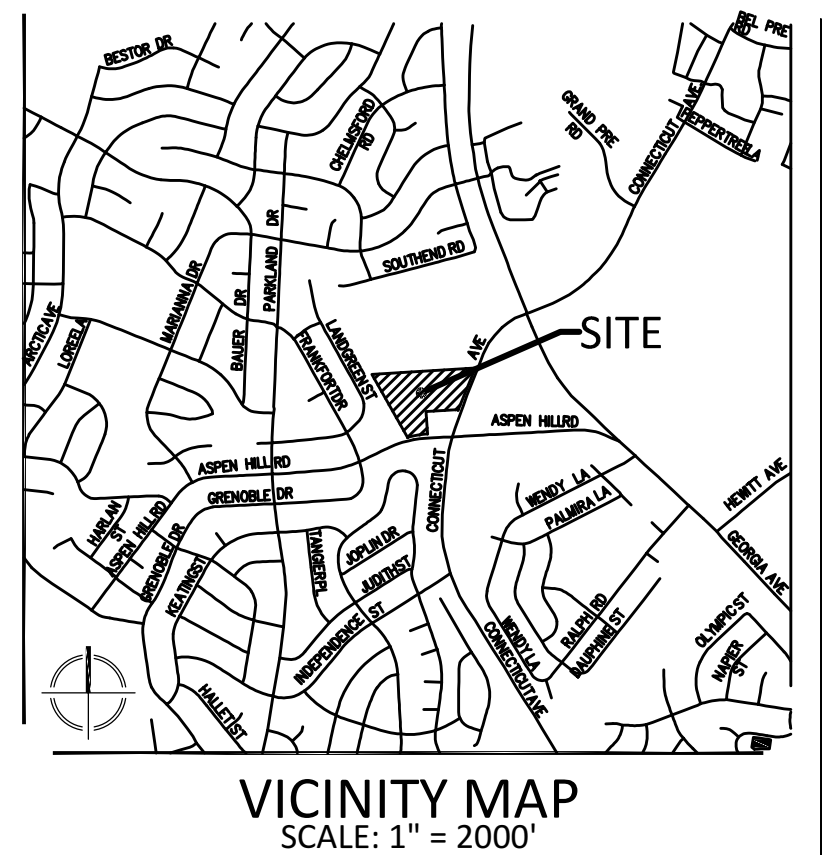 BESTOR DR
BEL PRE
RD
CHELMSFORD
RD
GRAND PRE
RD
CONNECTICUT AVE
PEPPERTREE LA
PARKLAND DR
SOUTHEND RD
MARIANNA DR
BAUER DR
ARCTIC AVE
LOREE LA
LANDGREEN ST
FRANKFORT DR
AVE
SITE
ASPEN HILL RD
ASPEN HILL RD
GRENOBLE DR
CONNECTICUT
WENDY LA
PALMIRA LA
HEWITT AVE
GEORGIA AVE
HARLAN
ST
ASPEN HILL RD
GRENOBLE DR
KEATING ST
TANGIER PL
JOPLIN DR
JUDITH ST
INDEPENDENCE ST
WENDY LA
CONNECTICUT AVE
RALPH RD
DAUPHINE ST
OLYMPIC ST
NAPIER
ST
HALLET ST
VICINITY MAP
SCALE: 1" = 2000'